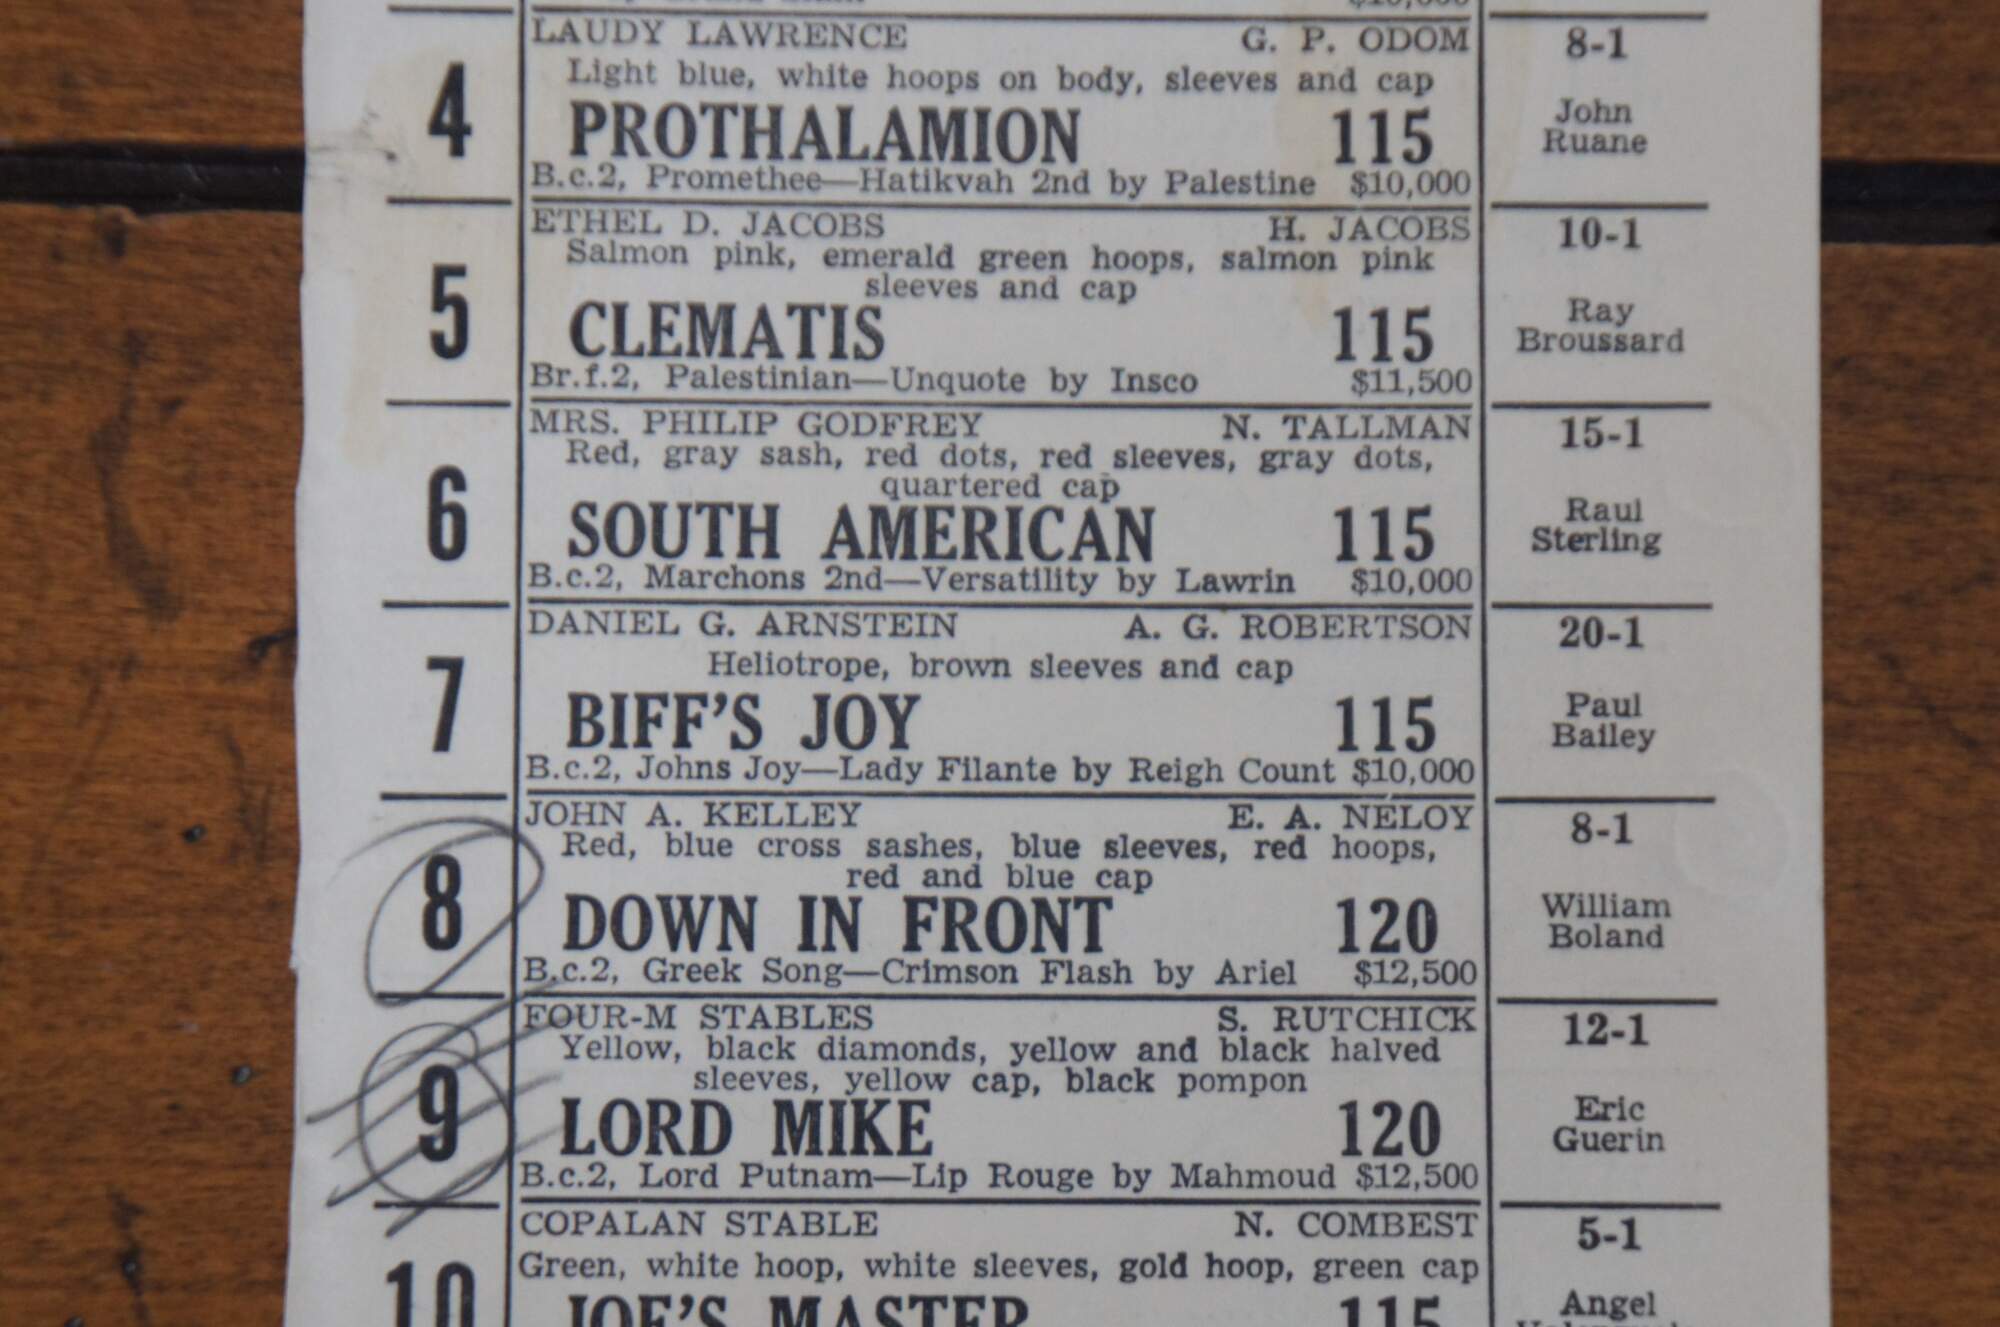 LAUDY LAWRENCE G. P. ODOM 8-1
Light blue, white hoops on body, sleeves and cap
4 PROTHALAMION 115 John Ruane
B.c.2, Promethee—Hatikvah 2nd by Palestine $10,000
ETHEL D. JACOBS H. JACOBS 10-1
Salmon pink, emerald green hoops, salmon pink
sleeves and cap
5 CLEMATIS 115 Ray Broussard
Br.f.2, Palestinian—Unquote by Insco $11,500
MRS. PHILIP GODFREY N. TALLMAN 15-1
Red, gray sash, red dots, red sleeves, gray dots,
quartered cap
6 SOUTH AMERICAN 115 Raul Sterling
B.c.2, Marchons 2nd—Versatility by Lawrin $10,000
DANIEL G. ARNSTEIN A. G. ROBERTSON 20-1
Heliotrope, brown sleeves and cap
7 BIFF'S JOY 115 Paul Bailey
B.c.2, Johns Joy—Lady Filante by Reigh Count $10,000
JOHN A. KELLEY E. A. NELOY 8-1
Red, blue cross sashes, blue sleeves, red hoops,
red and blue cap
8 DOWN IN FRONT 120 William Boland
B.c.2, Greek Song—Crimson Flash by Ariel $12,500
FOUR-M STABLES S. RUTCHICK 12-1
Yellow, black diamonds, yellow and black halved
sleeves, yellow cap, black pompon
9 LORD MIKE 120 Eric Guerin
B.c.2, Lord Putnam—Lip Rouge by Mahmoud $12,500
COPALAN STABLE N. COMBEST 5-1
Green, white hoop, white sleeves, gold hoop, green cap
10 JOE'S MASTER 115 Angel